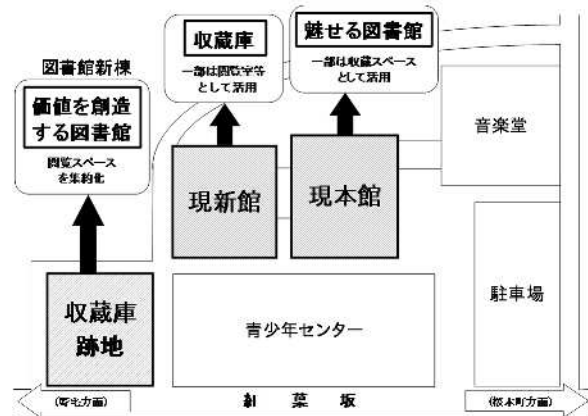 図書館新棟
価値を創造
する図書館
閲覧スペース
を集約化
収蔵庫
一部は閲覧室等
として活用
魅せる図書館
一部は収蔵スペース
として活用
音楽堂
現新館
現本館
収蔵庫
跡地
青少年センター
駐車場
(野毛方面)
紅葉坂
(桜木町方面)